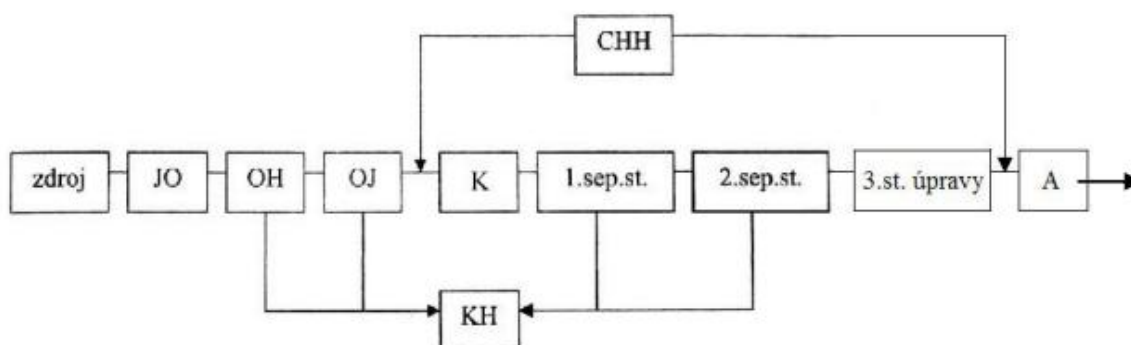 CHH
zdroj
JO
OH
OJ
K
1.sep.st.
2.sep.st.
3.st. úpravy
A
KH